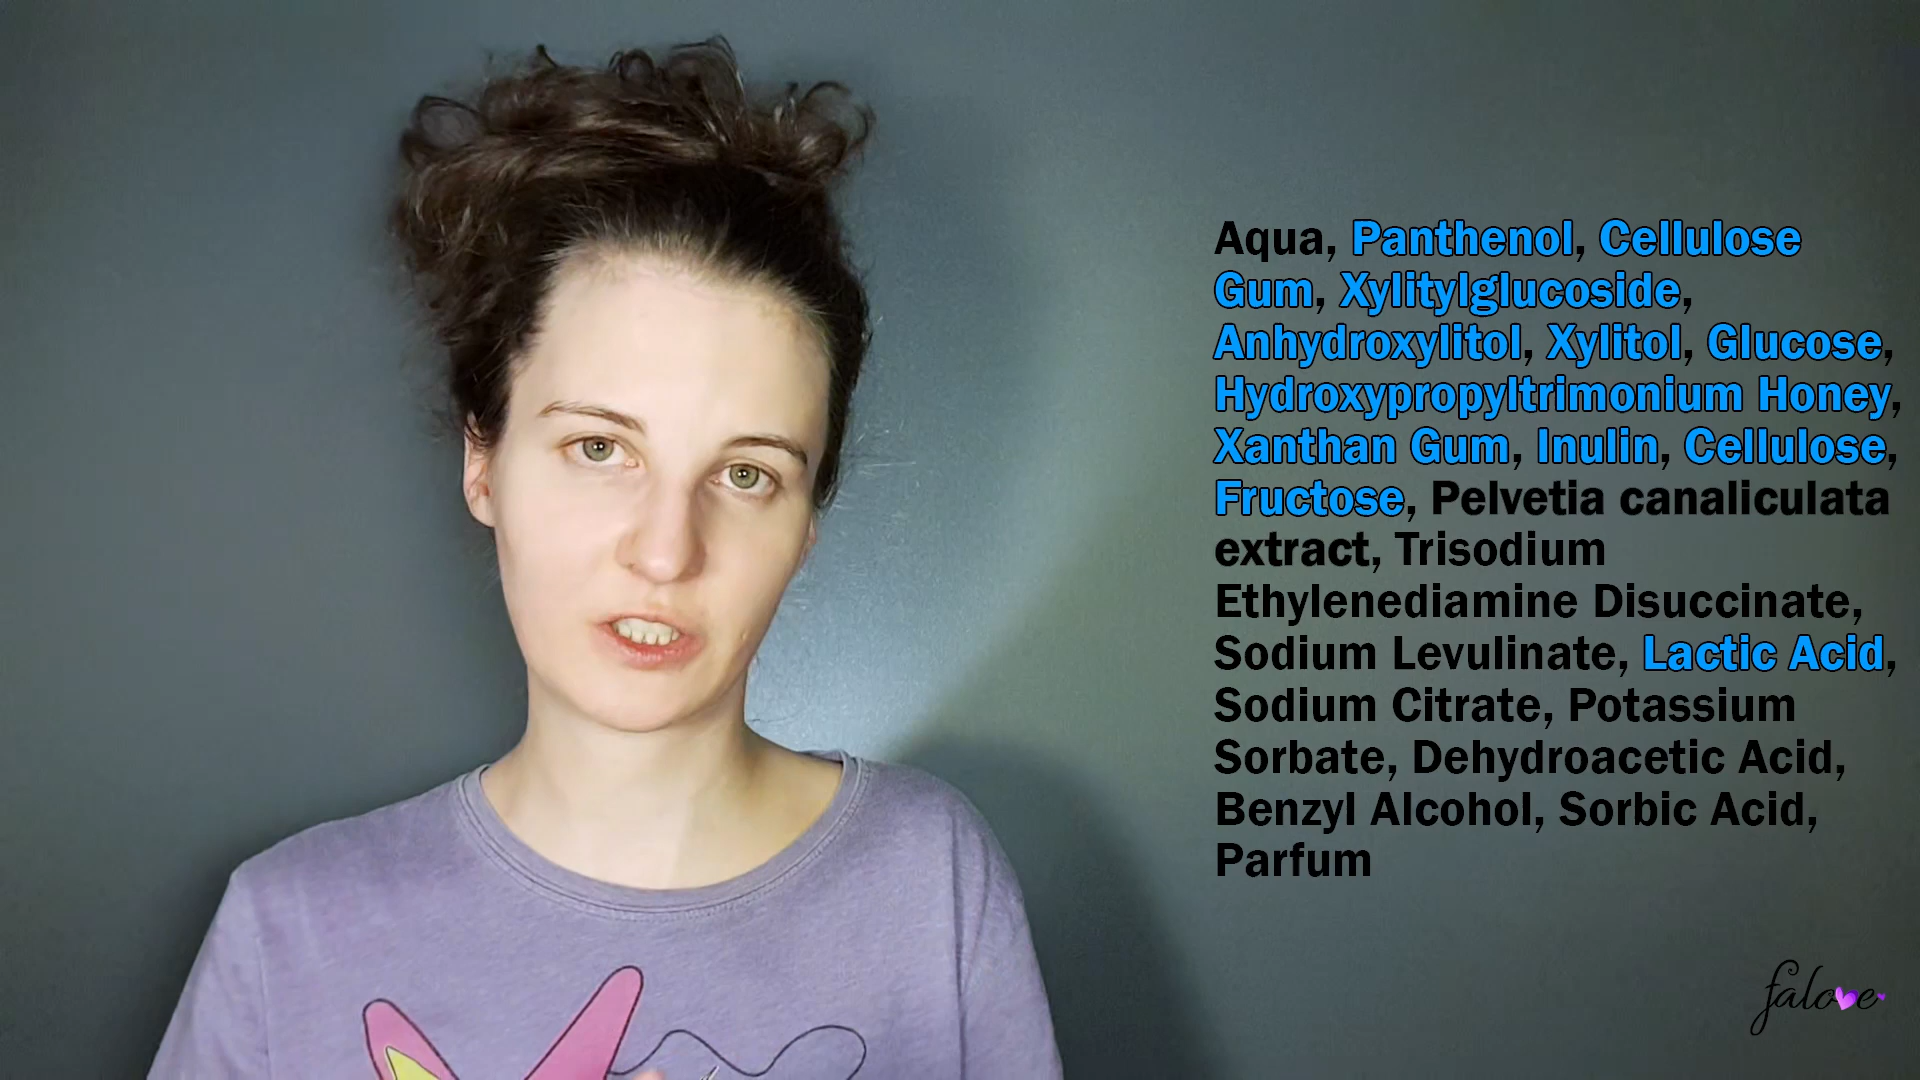 Aqua, Panthenol, Cellulose
Gum, Xylitylglucoside,
Anhydroxylitol, Xylitol, Glucose,
Hydroxypropyltrimonium Honey,
Xanthan Gum, Inulin, Cellulose,
Fructose, Pelvetia canaliculata
extract, Trisodium
Ethylenediamine Disuccinate,
Sodium Levulinate, Lactic Acid,
Sodium Citrate, Potassium
Sorbate, Dehydroacetic Acid,
Benzyl Alcohol, Sorbic Acid,
Parfum
falove